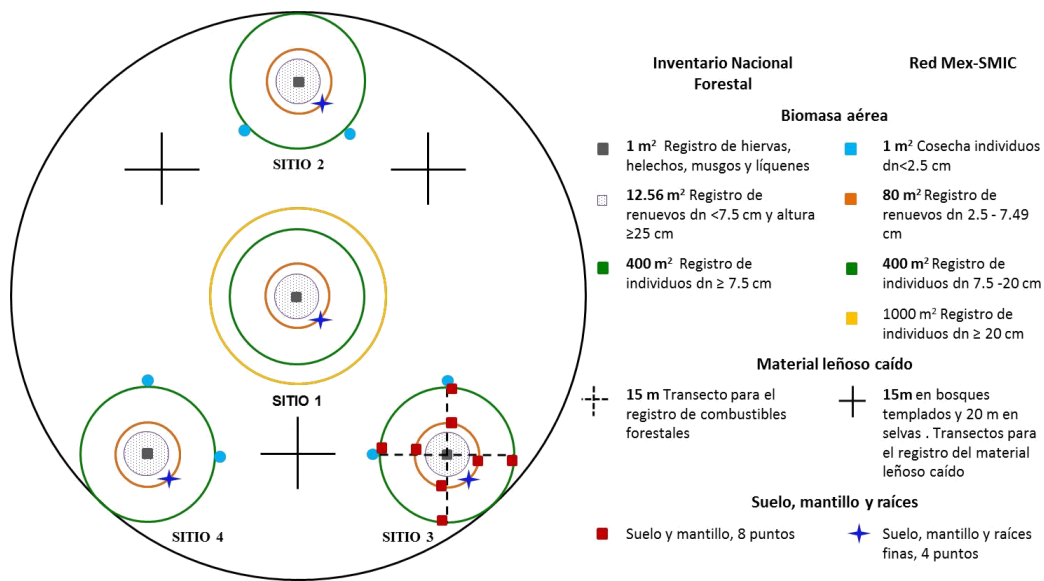 SITIO 2
SITIO 1
SITIO 4
SITIO 3
Inventario Nacional
Forestal
Red Mex-SMIC
Biomasa aérea
1 m² Registro de hiervas,
helechos, musgos y líquenes
1 m² Cosecha individuos
dn<2.5 cm
12.56 m² Registro de
renuevos dn <7.5 cm y altura
≥25 cm
80 m² Registro de
renuevos dn 2.5 - 7.49
cm
400 m² Registro de
individuos dn ≥ 7.5 cm
400 m² Registro de
individuos dn 7.5 -20 cm
1000 m² Registro de
individuos dn ≥ 20 cm
Material leñoso caído
15 m Transecto para el
registro de combustibles
forestales
15m en bosques
templados y 20 m en
selvas . Transectos para
el registro del material
leñoso caído
Suelo, mantillo y raíces
Suelo y mantillo, 8 puntos
Suelo, mantillo y raíces
finas, 4 puntos